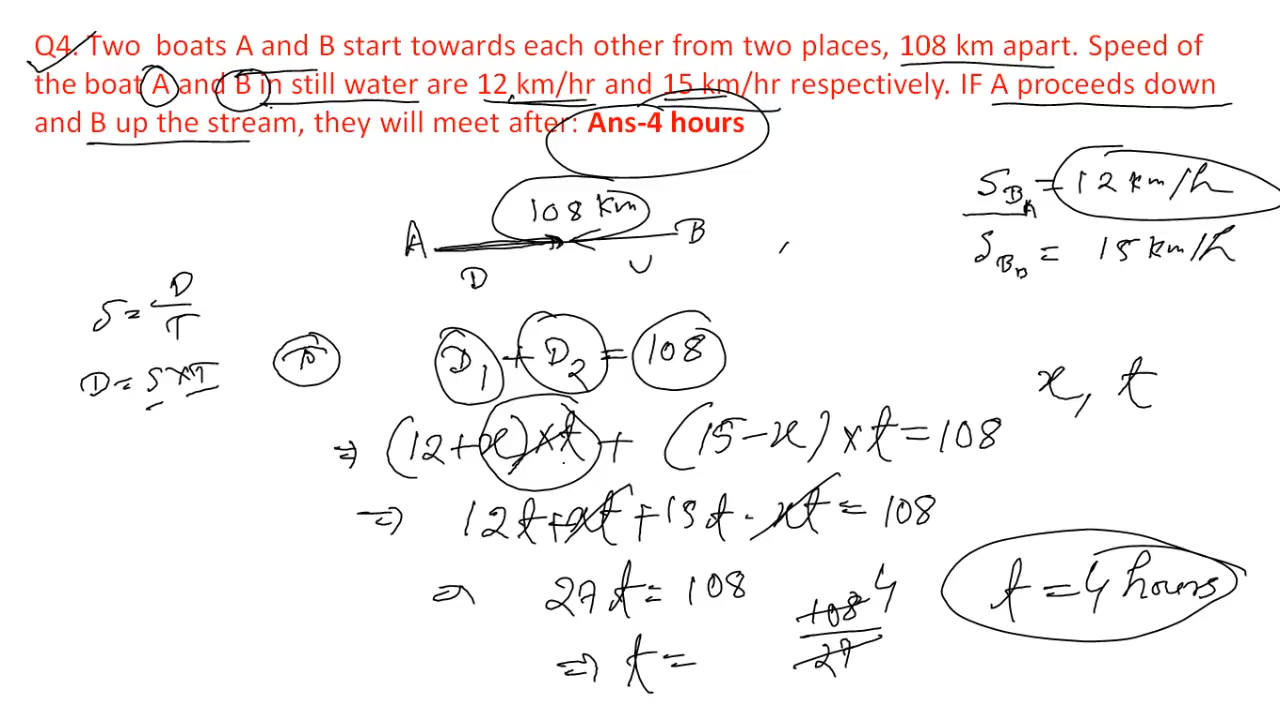 Q4. Two boats A and B start towards each other from two places, 108 km apart. Speed of
the boat A and B in still water are 12 km/hr and 15 km/hr respectively. IF A proceeds down
and B up the stream, they will meet after: Ans-4 hours
S_BA = 12 km/h
108 km
A B
D U
S_BB = 15 km/h
S = D/T
D = S×T
D1 + D2 = 108
x, t
⇒ (12+x)×t + (15-x)×t = 108
⇒ 12t+xt+15t-xt = 108
⇒ 27t = 108
108/27 4
t = 4 hours
⇒ t =